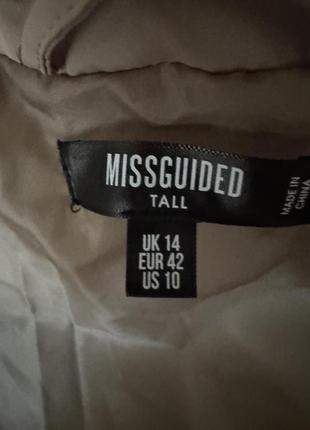 MISSGUIDED
TALL
MADE IN
CHINA
UK 14
EUR 42
US 10